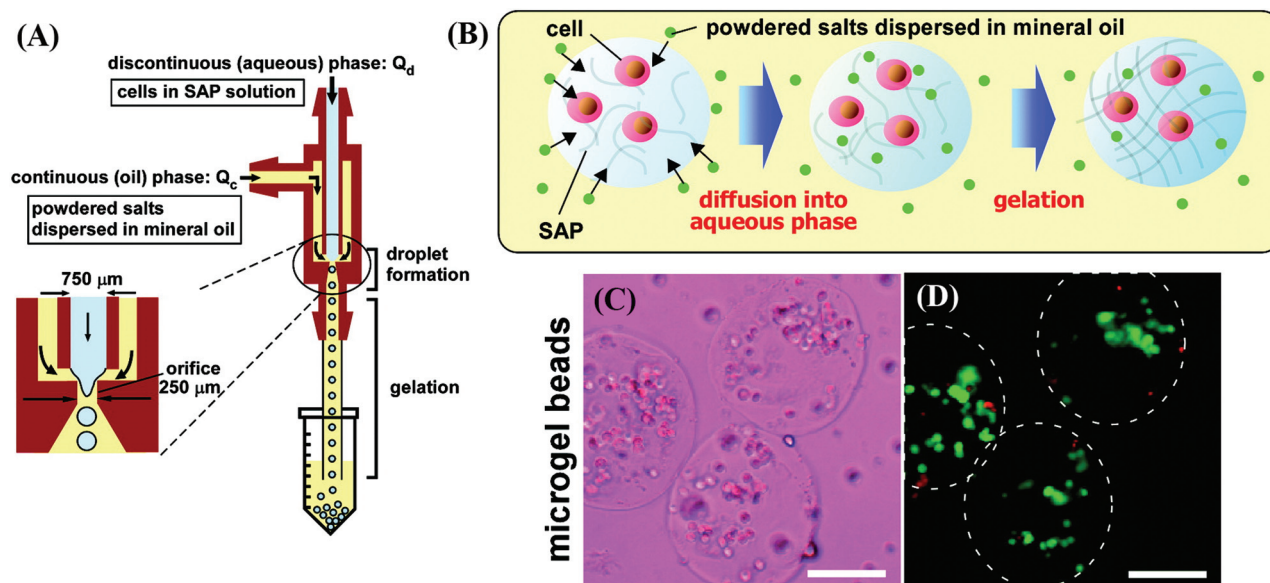 (A)
discontinuous (aqueous) phase: Qd
cells in SAP solution
continuous (oil) phase: Qc
powdered salts
dispersed in mineral oil
droplet
formation
750 μm
orifice
250 μm
gelation
(B)
cell
powdered salts dispersed in mineral oil
SAP
diffusion into
aqueous phase
gelation
microgel beads
(C)
(D)